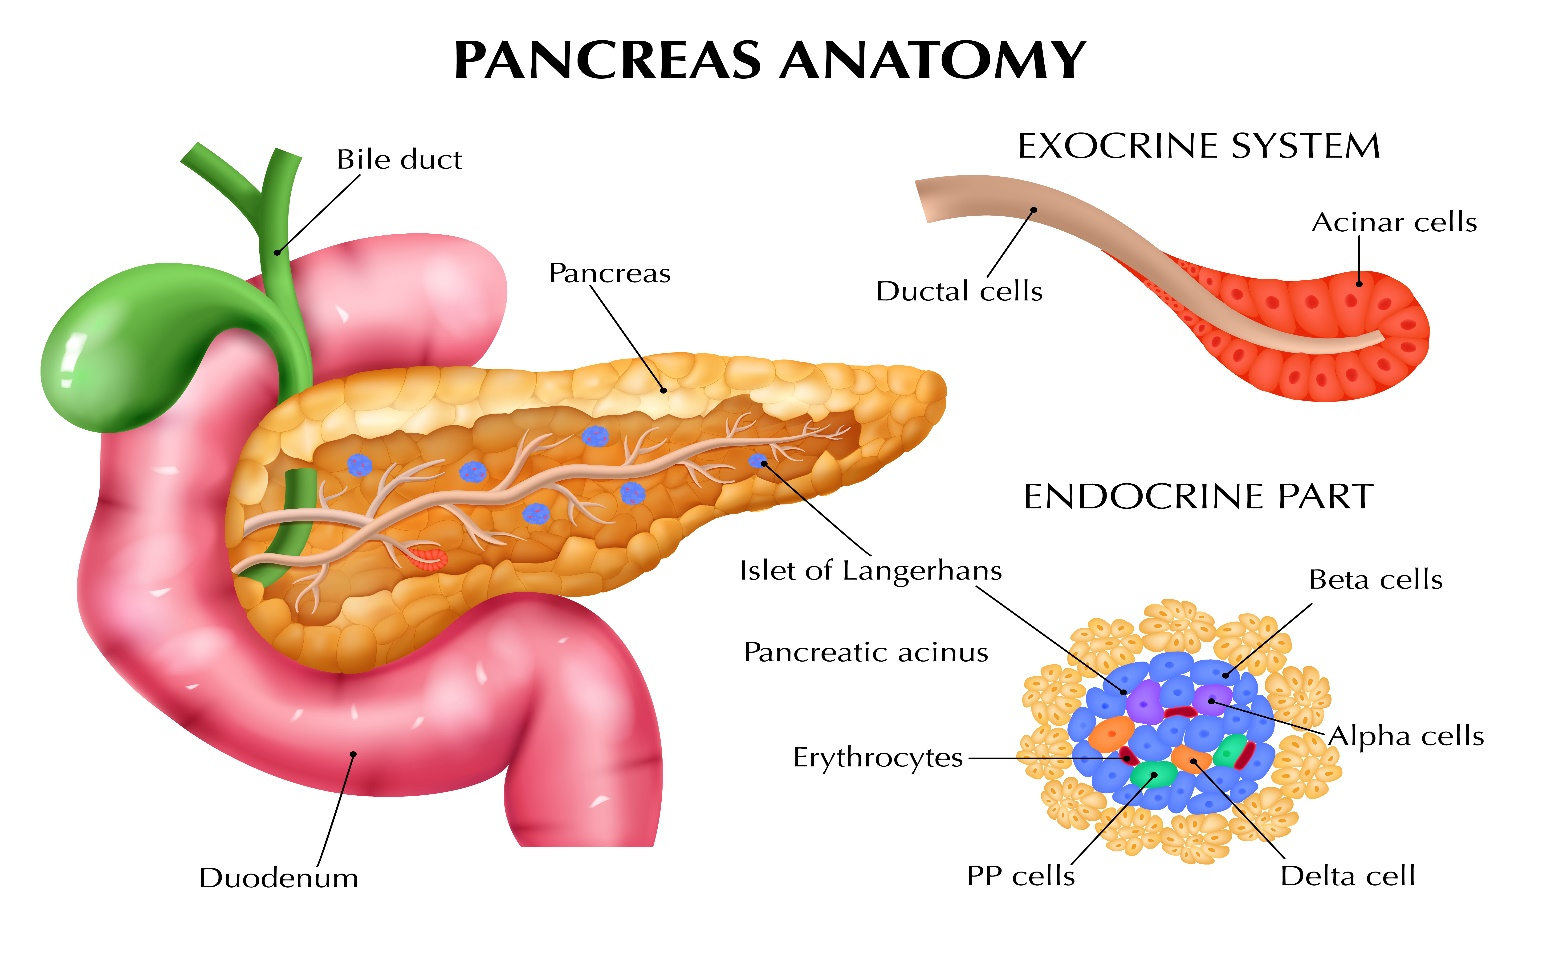 PANCREAS ANATOMY
Bile duct
Pancreas
Duodenum
EXOCRINE SYSTEM
Acinar cells
Ductal cells
ENDOCRINE PART
Islet of Langerhans
Beta cells
Pancreatic acinus
Alpha cells
Erythrocytes
PP cells
Delta cell